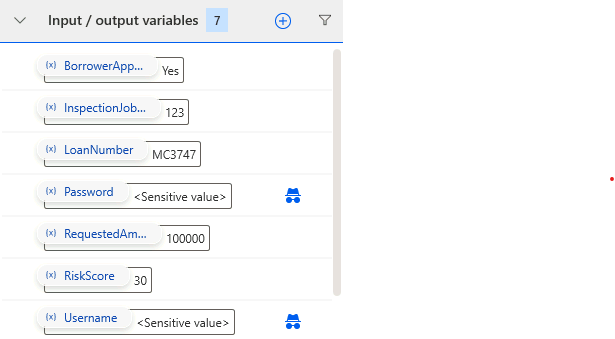 Input / output variables 7
(x) BorrowerApp... Yes
(x) InspectionJob... 123
(x) LoanNumber MC3747
(x) Password <Sensitive value>
(x) RequestedAm... 100000
(x) RiskScore 30
(x) Username <Sensitive value>